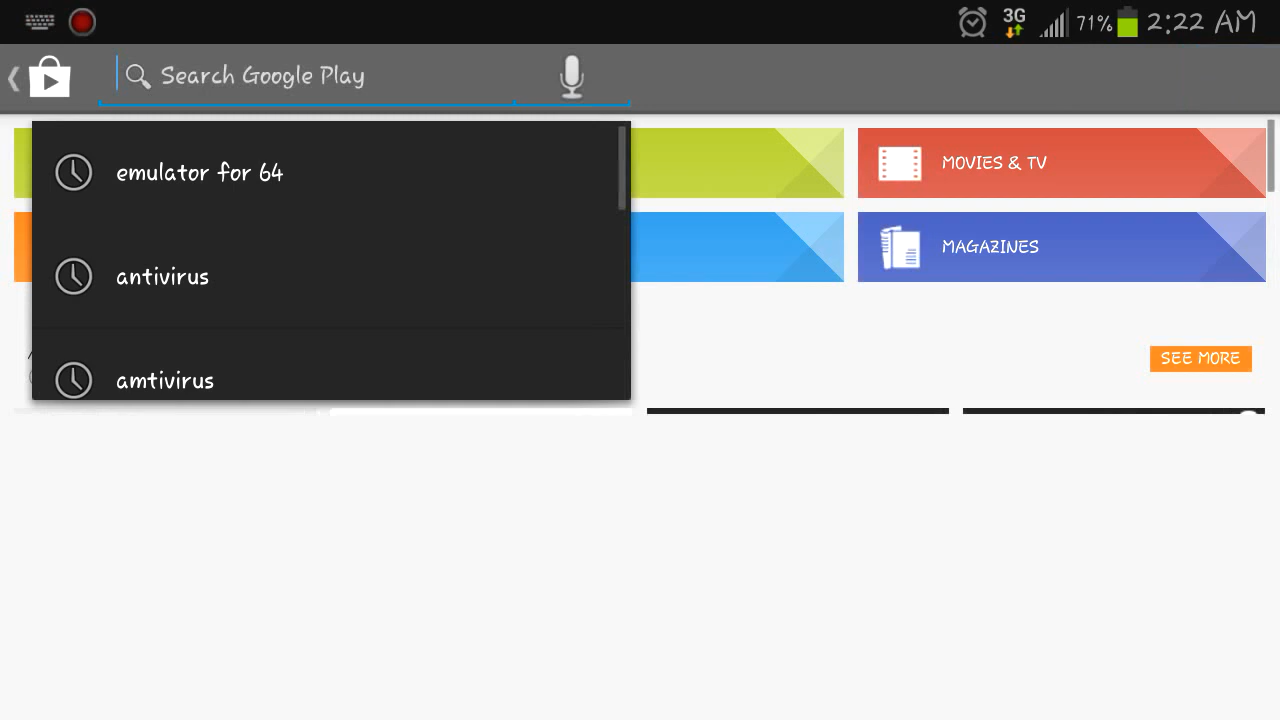 3G 71% 2:22 AM
Search Google Play
emulator for 64
MOVIES & TV
antivirus
MAGAZINES
amtivirus
SEE MORE